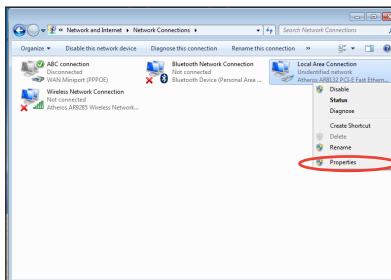 « Network and Internet ▸ Network Connections ▸
Search Network Connections
Organize ▾ Disable this network device Diagnose this connection Rename this connection »
ABC connection
Disconnected
WAN Miniport (PPPOE)
Bluetooth Network Connection
Not connected
Bluetooth Device (Personal Area ...
Local Area Connection
Unidentified network
Atheros AR8132 PCI-E Fast Ethern...
Wireless Network Connection
Not connected
Atheros AR9285 Wireless Network...
Disable
Status
Diagnose
Create Shortcut
Delete
Rename
Properties